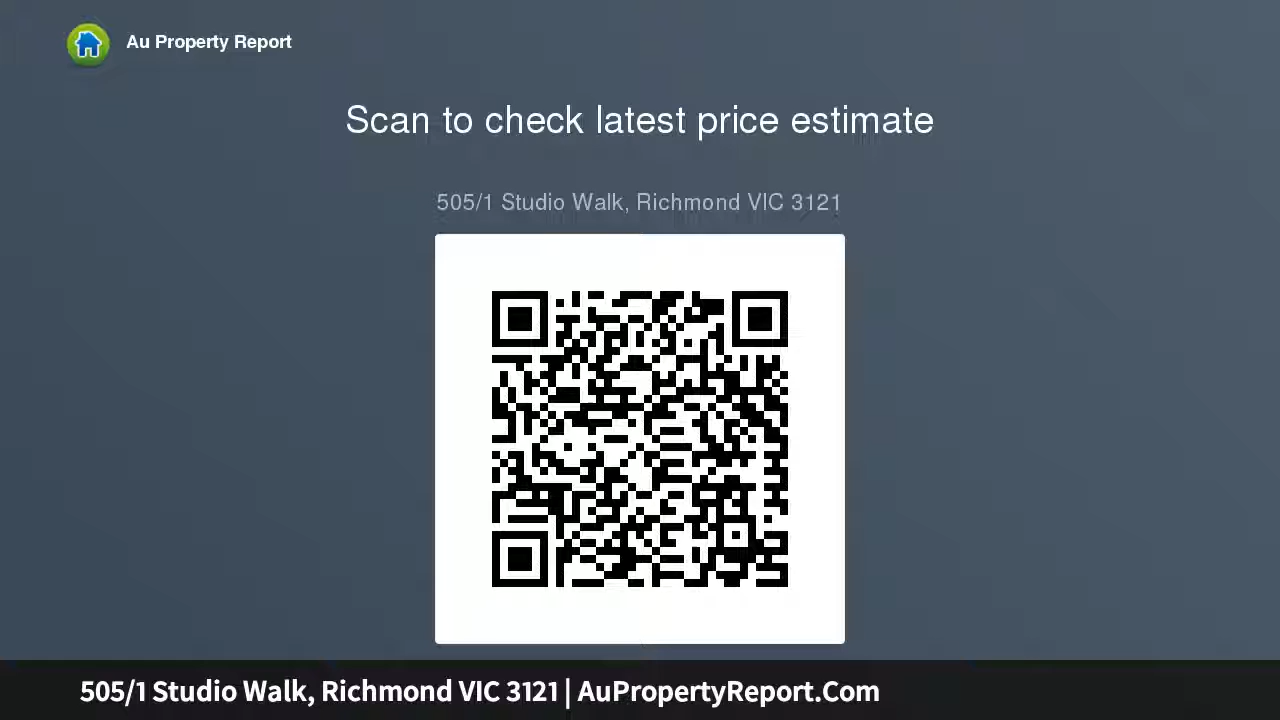 Au Property Report
Scan to check latest price estimate
505/1 Studio Walk, Richmond VIC 3121
505/1 Studio Walk, Richmond VIC 3121 | AuPropertyReport.Com